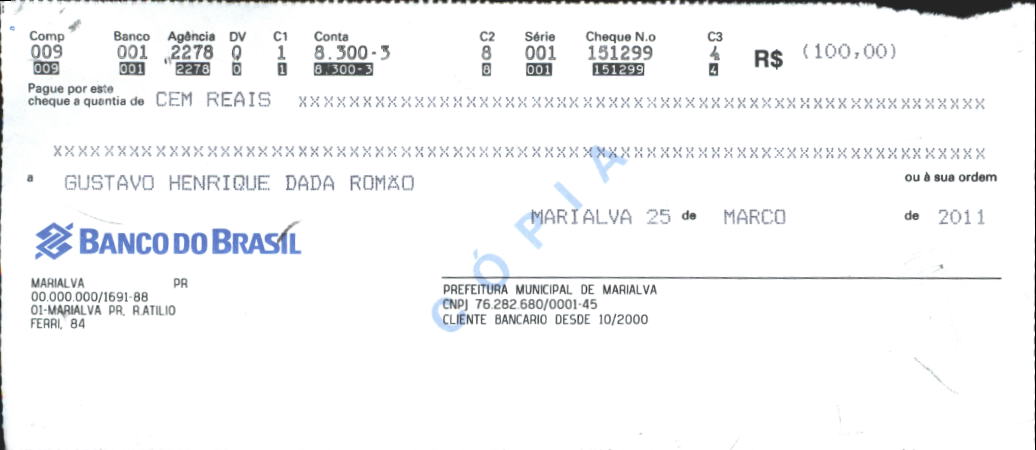 Comp Banco Agência DV C1 Conta C2 Série Cheque N.o C3
009 001 2278 0 1 8.300-3 8 001 151299 4 R$ (100,00)
009 001 2278 0 1 8.300-3 8 001 151299 4
Pague por este
cheque a quantia de CEM REAIS XXXXXXXXXXXXXXXXXXXXXXXXXXXXXXXXXXXXXXXXXXXXXXXXXXXXXXXX
XXXXXXXXXXXXXXXXXXXXXXXXXXXXXXXXXXXXXXXXXXXXXXXXXXXXXXXXXXXXXXXXXXXXXXXXXXXX
a GUSTAVO HENRIQUE DADA ROMÃO ou à sua ordem
MARIALVA 25 de MARCO de 2011
BANCO DO BRASIL
MARIALVA PR
00.000.000/1691-88
01-MARIALVA PR, R.ATILIO
FERRI, 84
PREFEITURA MUNICIPAL DE MARIALVA
CNPJ 76.282.680/0001-45
CLIENTE BANCARIO DESDE 10/2000
CÓPIA